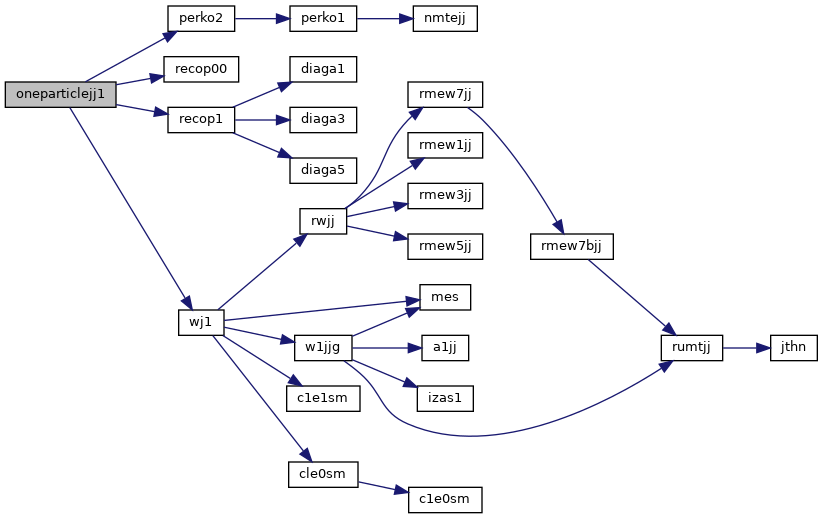 perko2
perko1
nmtejj
recop00
diaga1
oneparticlejj1
rmew7jj
recop1
diaga3
rmew1jj
diaga5
rmew3jj
rwjj
rmew5jj
rmew7bjj
mes
wj1
w1jjg
a1jj
rumtjj
jthn
c1e1sm
izas1
cle0sm
c1e0sm